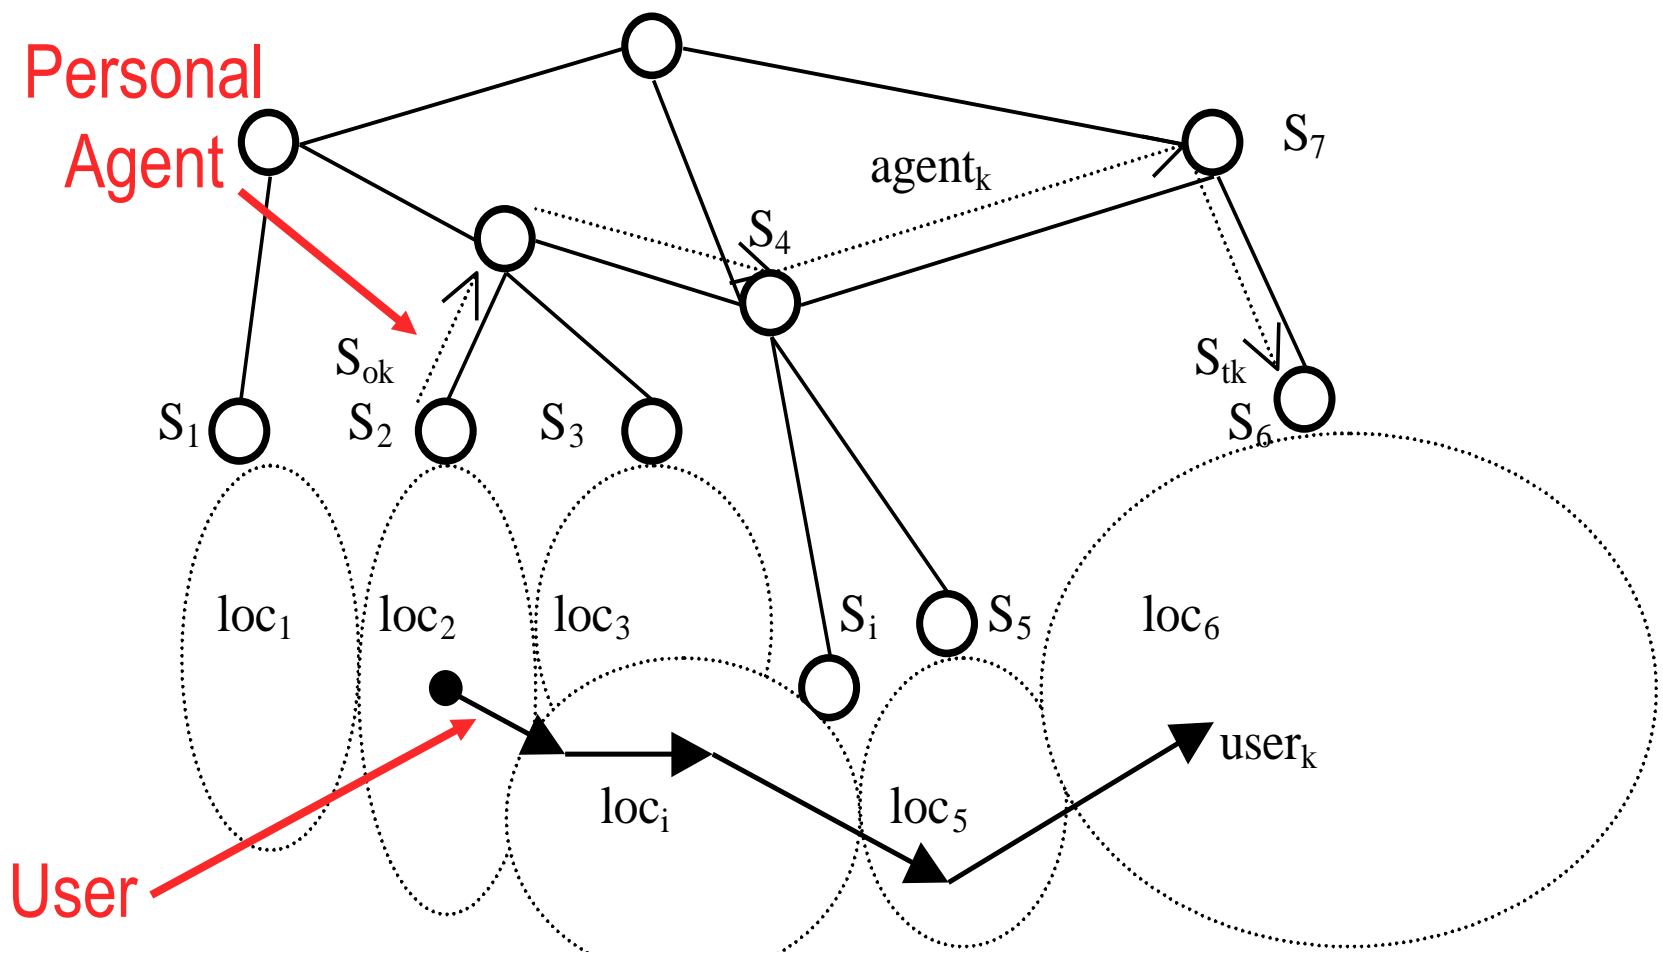 Personal
Agent
S₇
agentₖ
S₄
Sₒₖ
Sₜₖ
S₁
S₂
S₃
S₆
loc₁
loc₂
loc₃
Sᵢ
S₅
loc₆
userₖ
locᵢ
loc₅
User